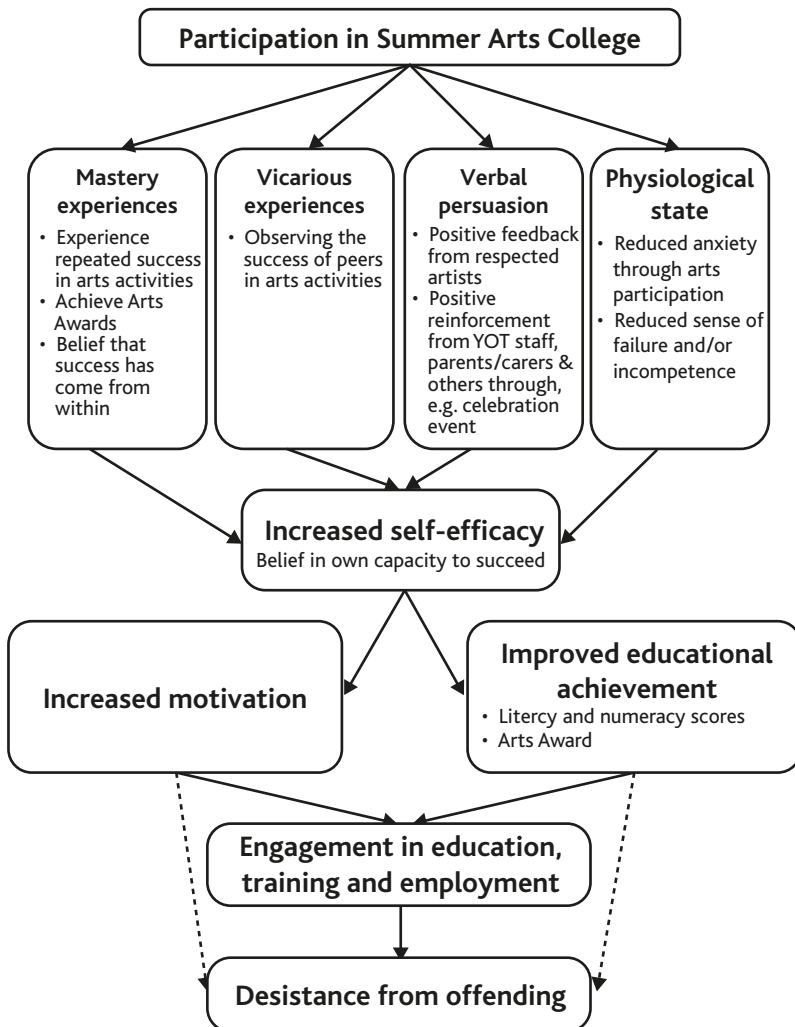 Participation in Summer Arts College
Mastery
experiences
• Experience
repeated success
in arts activities
• Achieve Arts
Awards
• Belief that
success has
come from
within
Vicarious
experiences
• Observing the
success of peers
in arts activities
Verbal
persuasion
• Positive feedback
from respected
artists
• Positive
reinforcement
from YOT staff,
parents/carers &
others through,
e.g. celebration
event
Physiological
state
• Reduced anxiety
through arts
participation
• Reduced sense of
failure and/or
incompetence
Increased self-efficacy
Belief in own capacity to succeed
Increased motivation
Improved educational
achievement
• Litercy and numeracy scores
• Arts Award
Engagement in education,
training and employment
Desistance from offending